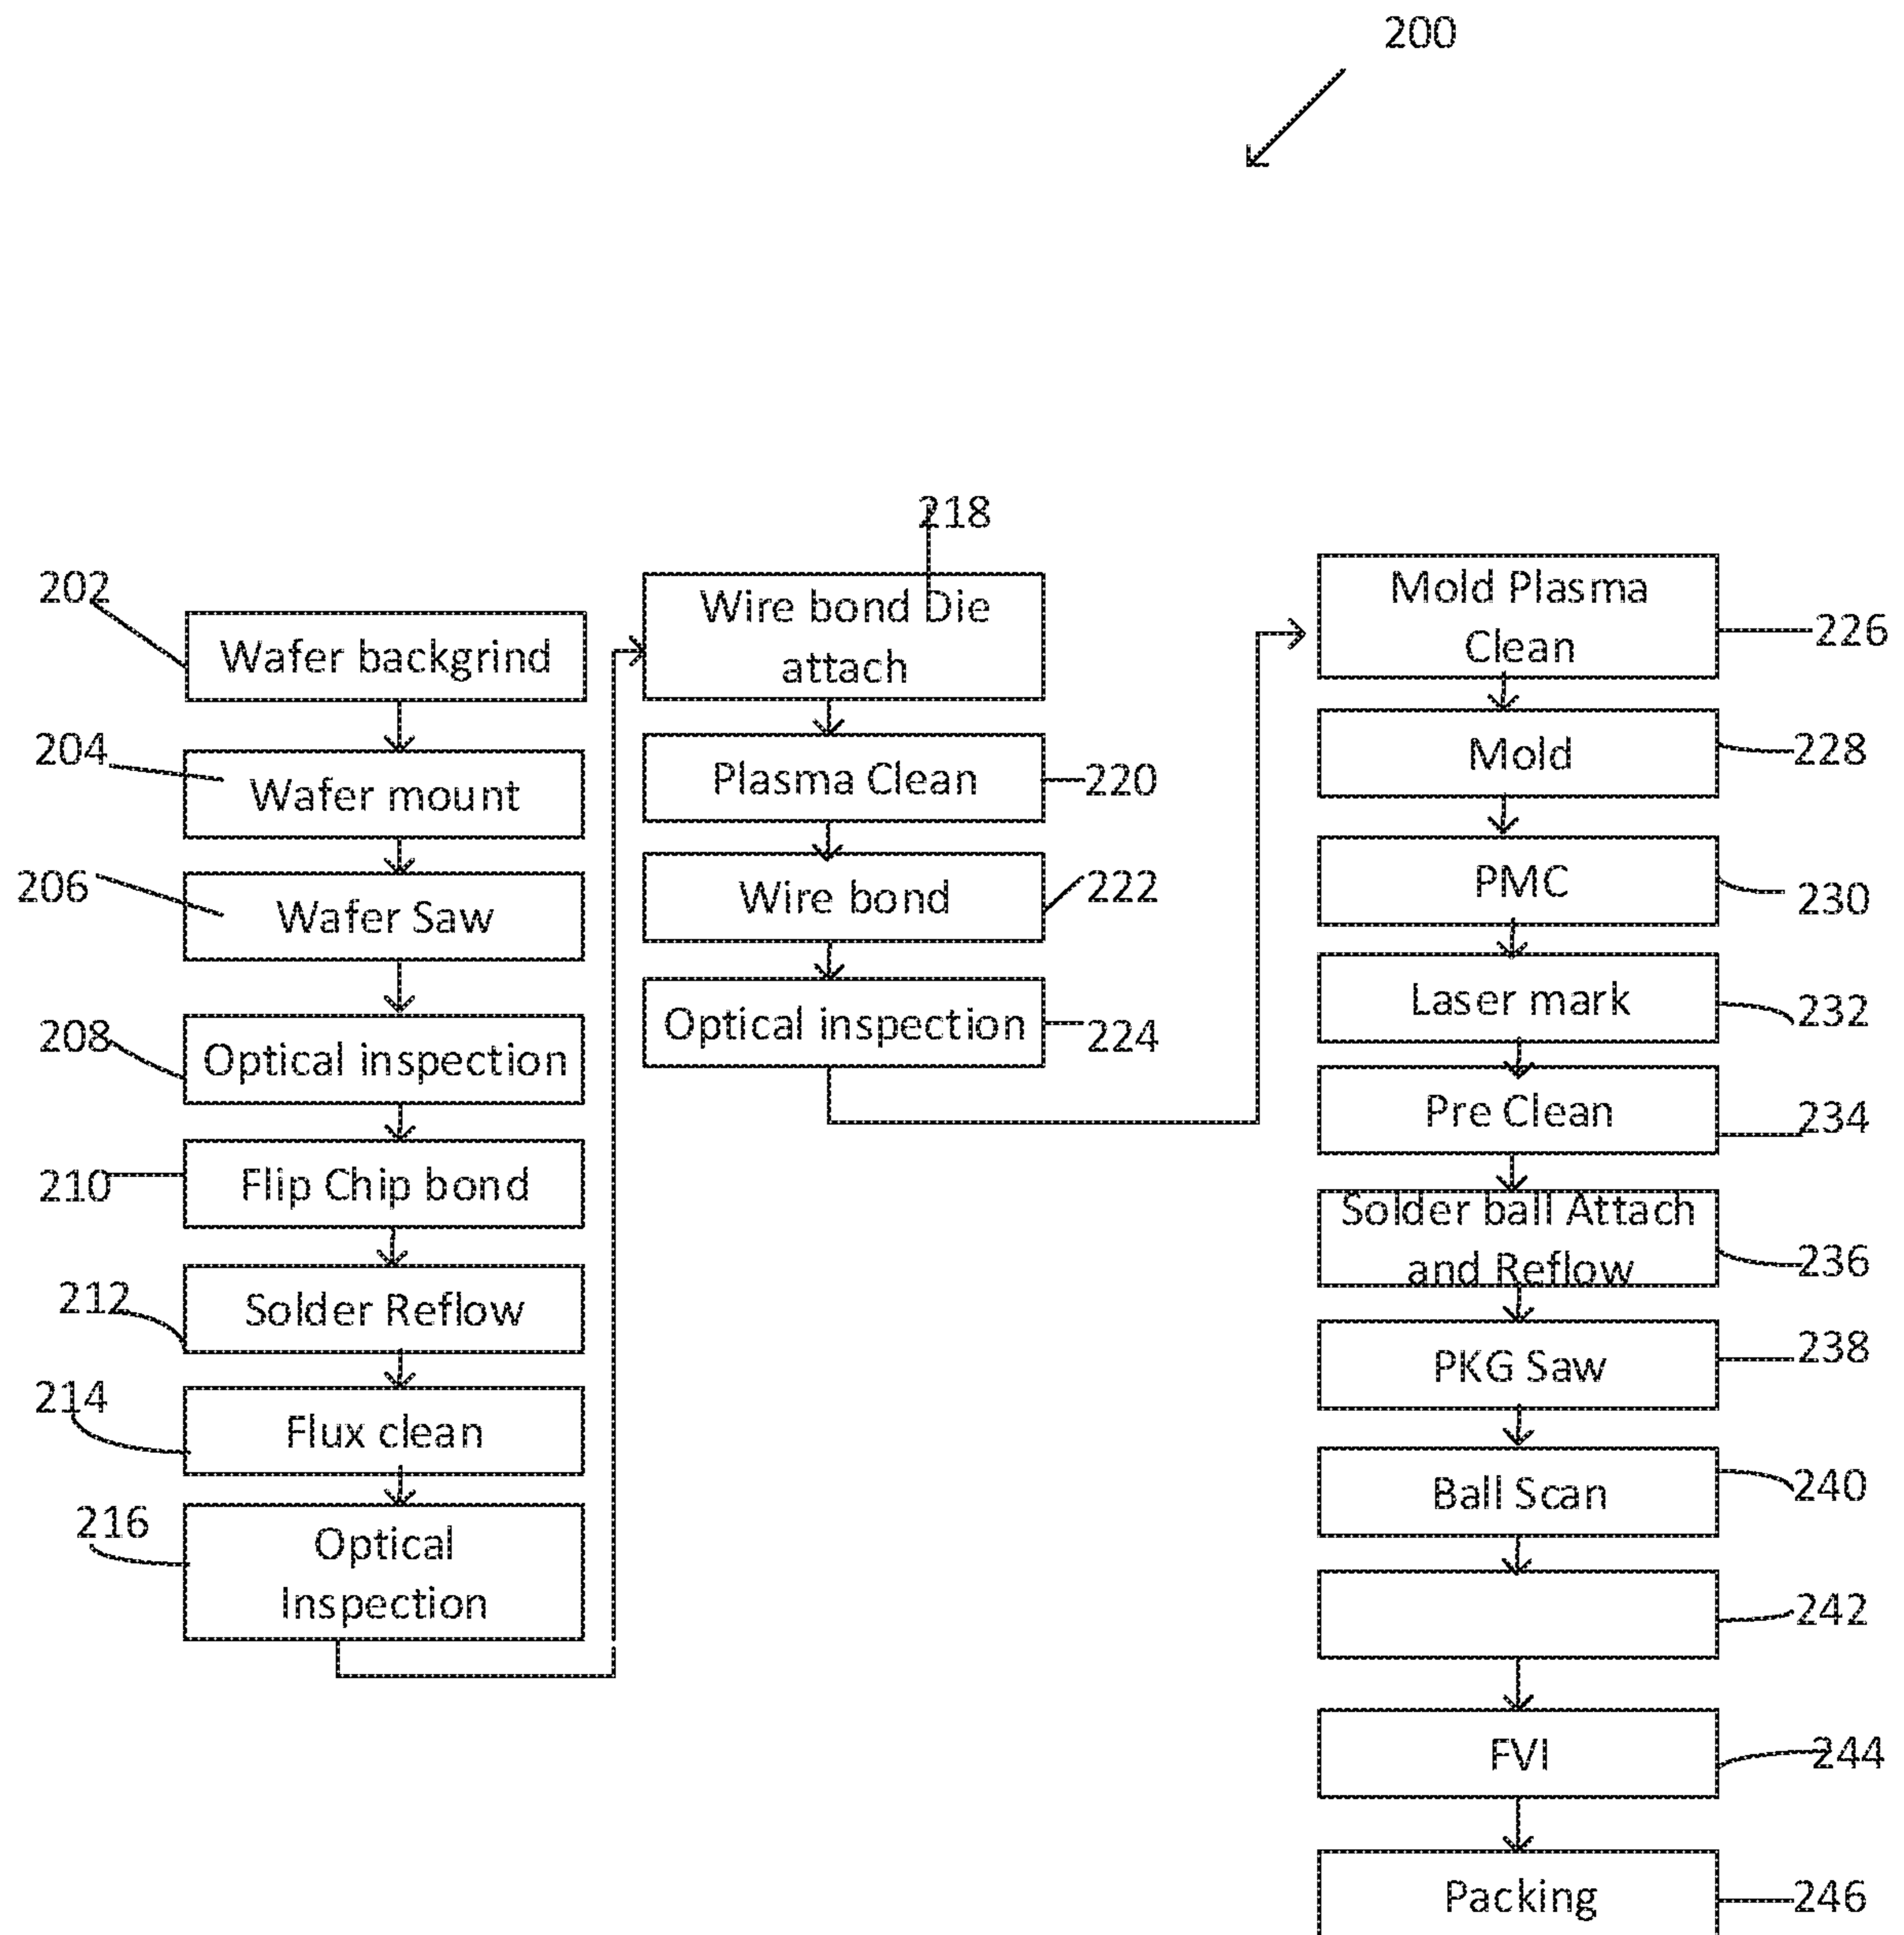 200
202
Wafer backgrind
204
Wafer mount
206
Wafer Saw
208
Optical inspection
210
Flip Chip bond
212
Solder Reflow
214
Flux clean
216
Optical
Inspection
218
Wire bond Die
attach
Plasma Clean
220
Wire bond
222
Optical inspection
224
Mold Plasma
Clean
226
Mold
228
PMC
230
Laser mark
232
Pre Clean
234
Solder ball Attach
and Reflow
236
PKG Saw
238
Ball Scan
240
242
FVI
244
Packing
246